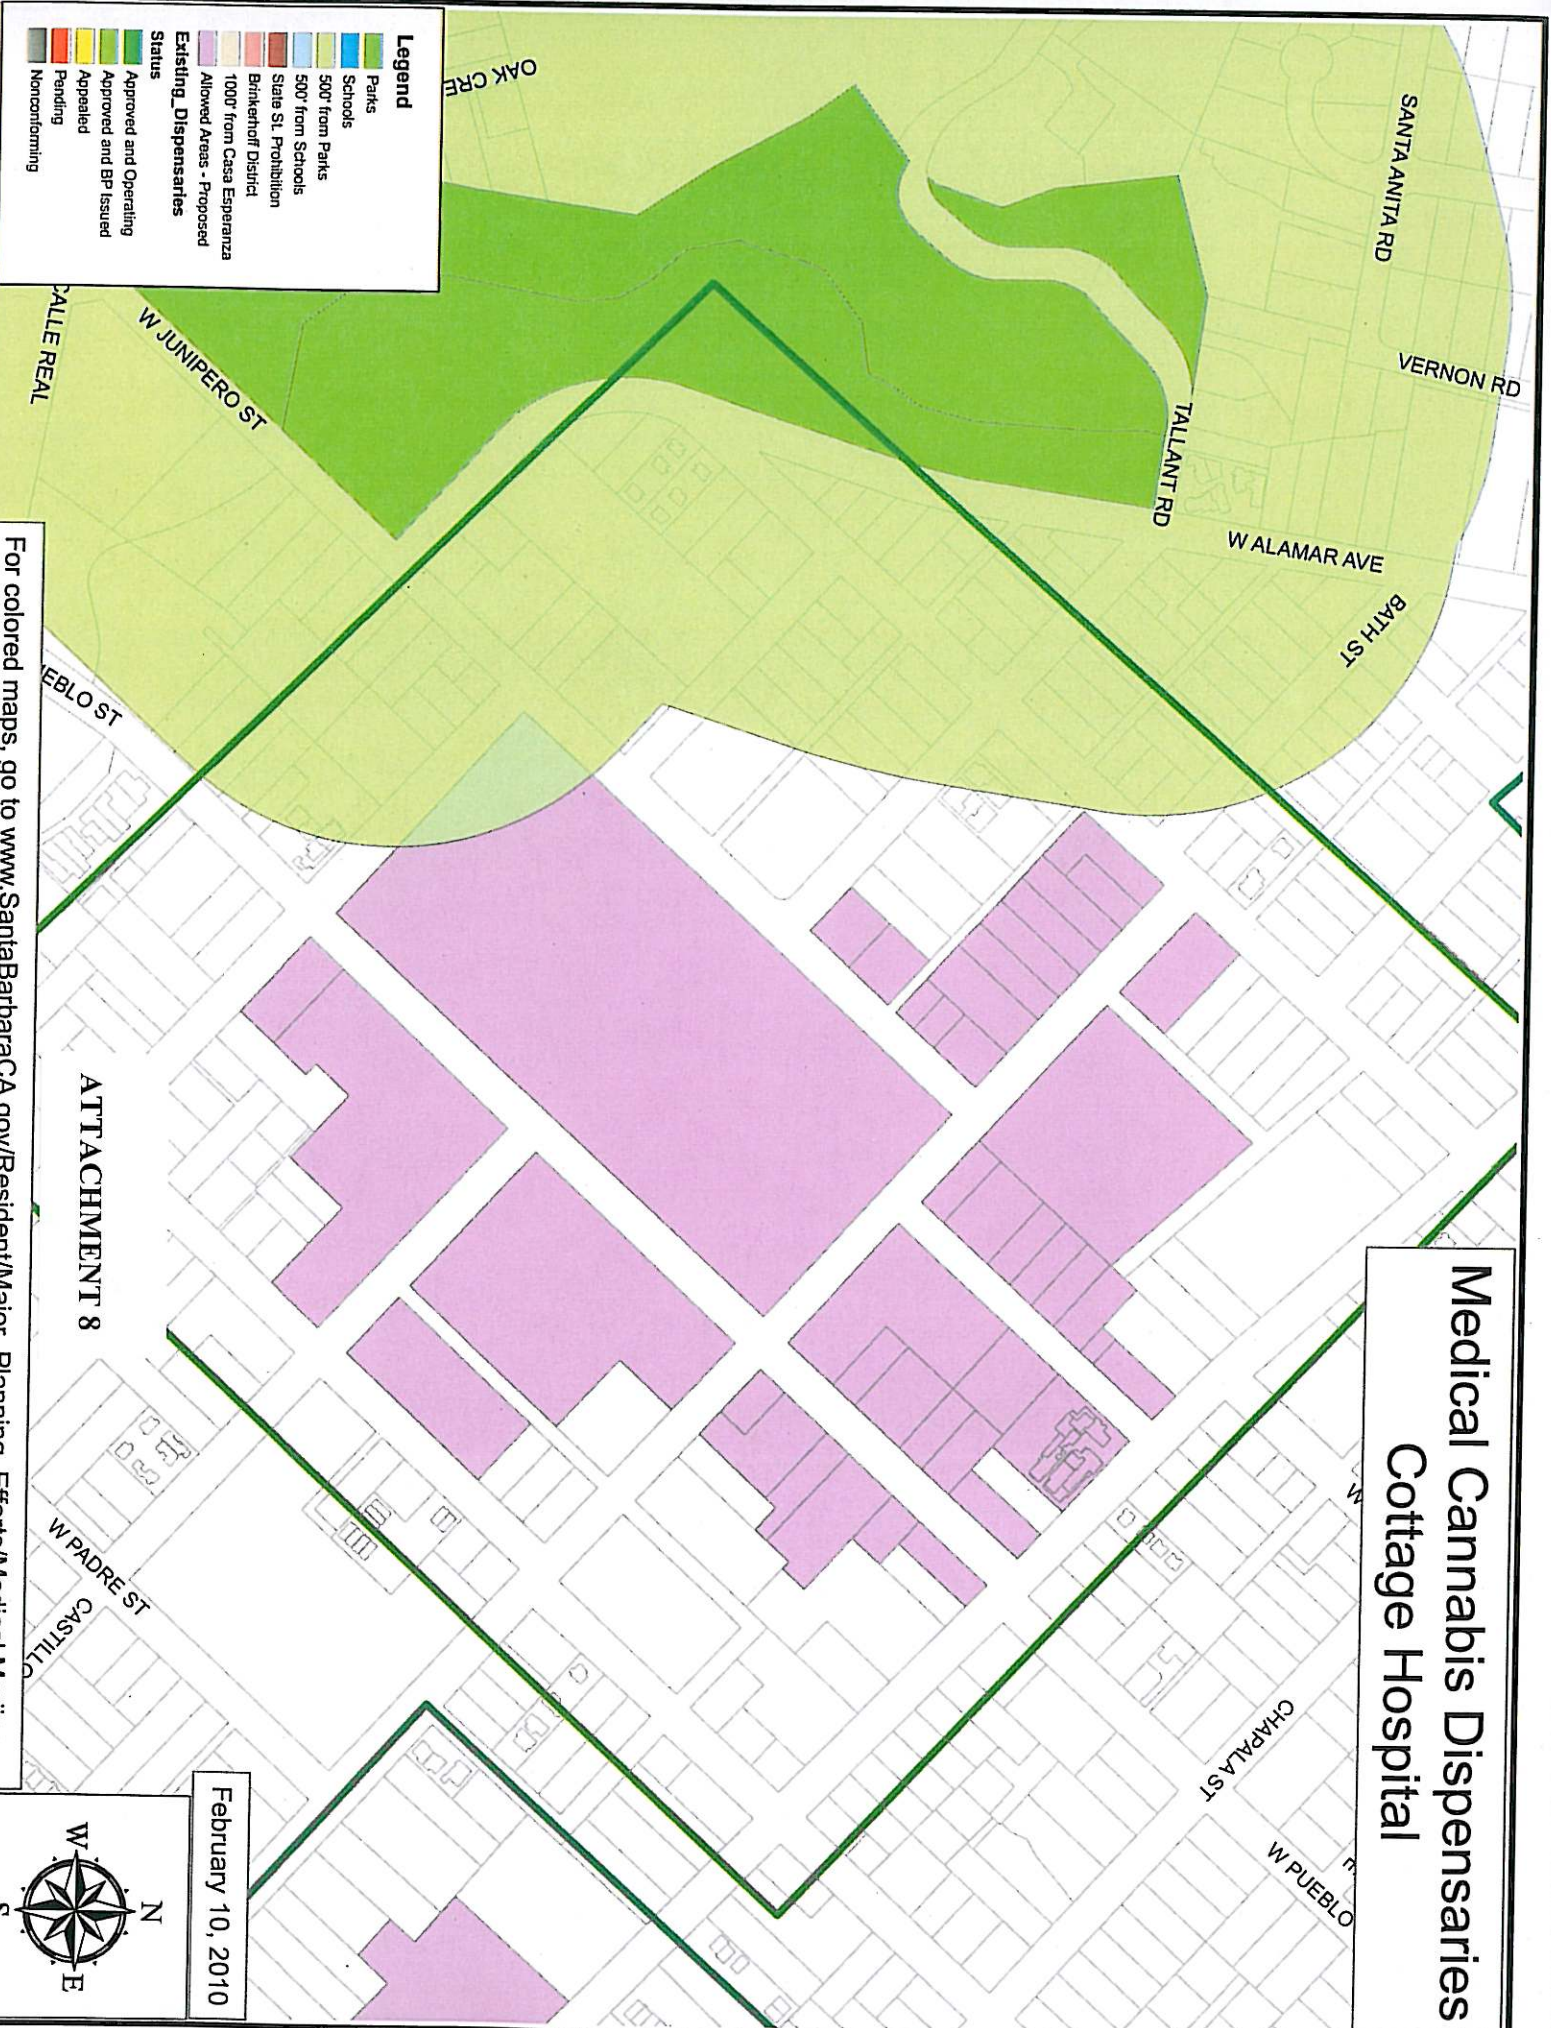 Medical Cannabis Dispensaries
Cottage Hospital
SANTA ANITA RD
VERNON RD
W ALAMAR AVE
BATH ST
TALLANT RD
OAK CRE
W JUNIPERO ST
CALLE REAL
EBLO ST
W
CHAPALA ST
W PUEBLO
W PADRE ST
CASTILLO
Legend
Parks
Schools
500' from Parks
500' from Schools
State St. Prohibition
Brinkerhoff District
1000' from Casa Esperanza
Allowed Areas - Proposed
Existing_Dispensaries
Status
Approved and Operating
Approved and BP Issued
Appealed
Pending
Nonconforming
ATTACHMENT 8
For colored maps, go to www.SantaBarbaraCA.gov/Resident/Major_Planning_Efforts/Medical
February 10, 2010
N
W
E
S